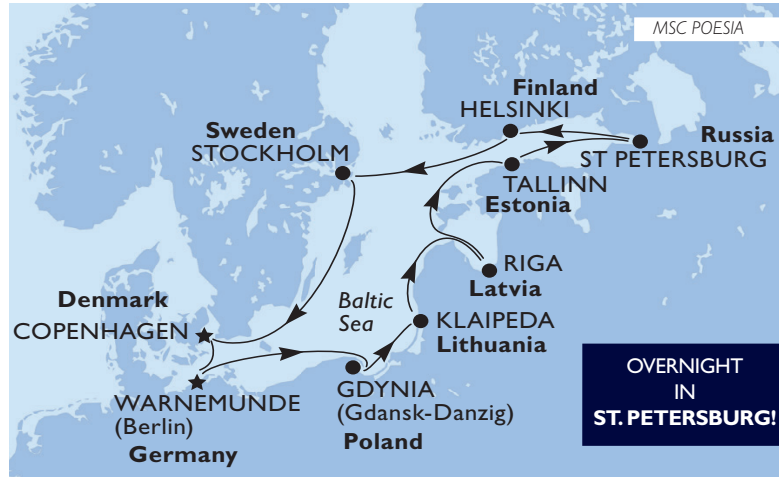 MSC POESIA
Finland
HELSINKI
Sweden
STOCKHOLM
Russia
ST PETERSBURG
TALLINN
Estonia
RIGA
Latvia
Denmark
COPENHAGEN
Baltic
Sea
KLAIPEDA
Lithuania
WARNEMUNDE
(Berlin)
Germany
GDYNIA
(Gdansk-Danzig)
Poland
OVERNIGHT
IN
ST. PETERSBURG!